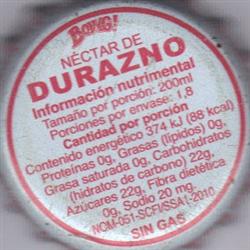 BOING!
NÉCTAR DE
DURAZNO
Información nutrimental
Tamaño por porción: 200ml
Porciones por envase: 1,8
Cantidad por porción
Contenido energético 374 kJ (88 kcal)
Proteínas 0g, Grasas (lípidos) 0g,
Grasa saturada 0g, Carbohidratos
(hidratos de carbono) 22g,
Azúcares 22g, Fibra dietética
0g, Sodio 20 mg.
NOM-051-SCFI/SSA1-2010
SIN GAS